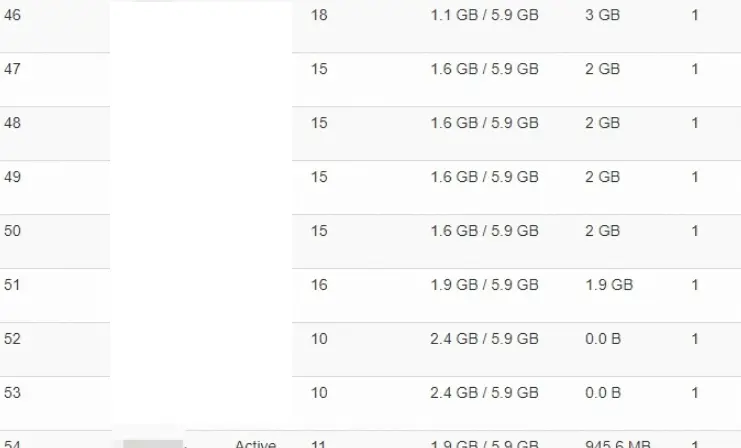 46 18 1.1 GB / 5.9 GB 3 GB 1
47 15 1.6 GB / 5.9 GB 2 GB 1
48 15 1.6 GB / 5.9 GB 2 GB 1
49 15 1.6 GB / 5.9 GB 2 GB 1
50 15 1.6 GB / 5.9 GB 2 GB 1
51 16 1.9 GB / 5.9 GB 1.9 GB 1
52 10 2.4 GB / 5.9 GB 0.0 B 1
53 10 2.4 GB / 5.9 GB 0.0 B 1
54 Active 11 1.9 GB / 5.9 GB 945.6 MB 1